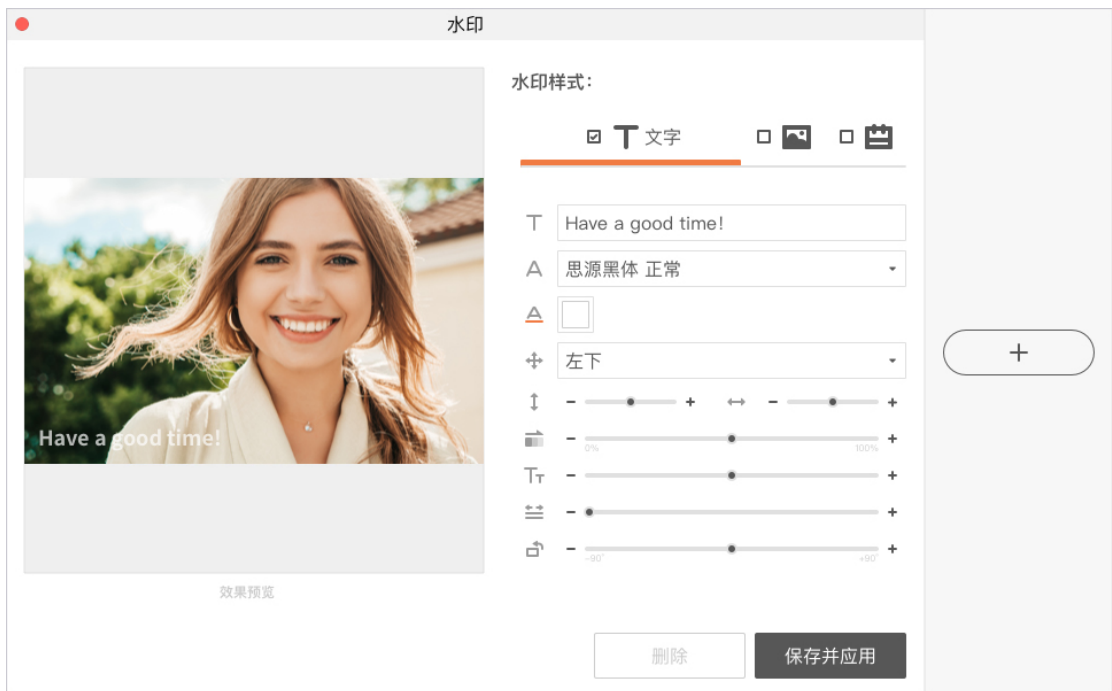 水印
水印样式:
文字
Have a good time!
思源黑体 正常
左下
0% 100%
-90° +90°
Have a good time!
效果预览
删除 保存并应用